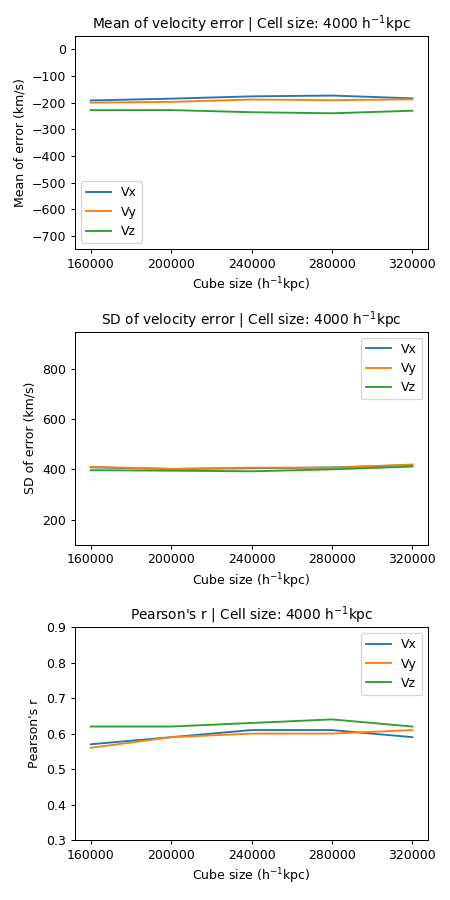 Mean of velocity error | Cell size: 4000 h⁻¹kpc
0
−100
−200
−300
−400
−500
−600
−700
Mean of error (km/s)
Vx
Vy
Vz
160000 200000 240000 280000 320000
Cube size (h⁻¹kpc)
SD of velocity error | Cell size: 4000 h⁻¹kpc
800
600
400
200
SD of error (km/s)
Vx
Vy
Vz
160000 200000 240000 280000 320000
Cube size (h⁻¹kpc)
Pearson's r | Cell size: 4000 h⁻¹kpc
0.9
0.8
0.7
0.6
0.5
0.4
0.3
Pearson's r
Vx
Vy
Vz
160000 200000 240000 280000 320000
Cube size (h⁻¹kpc)